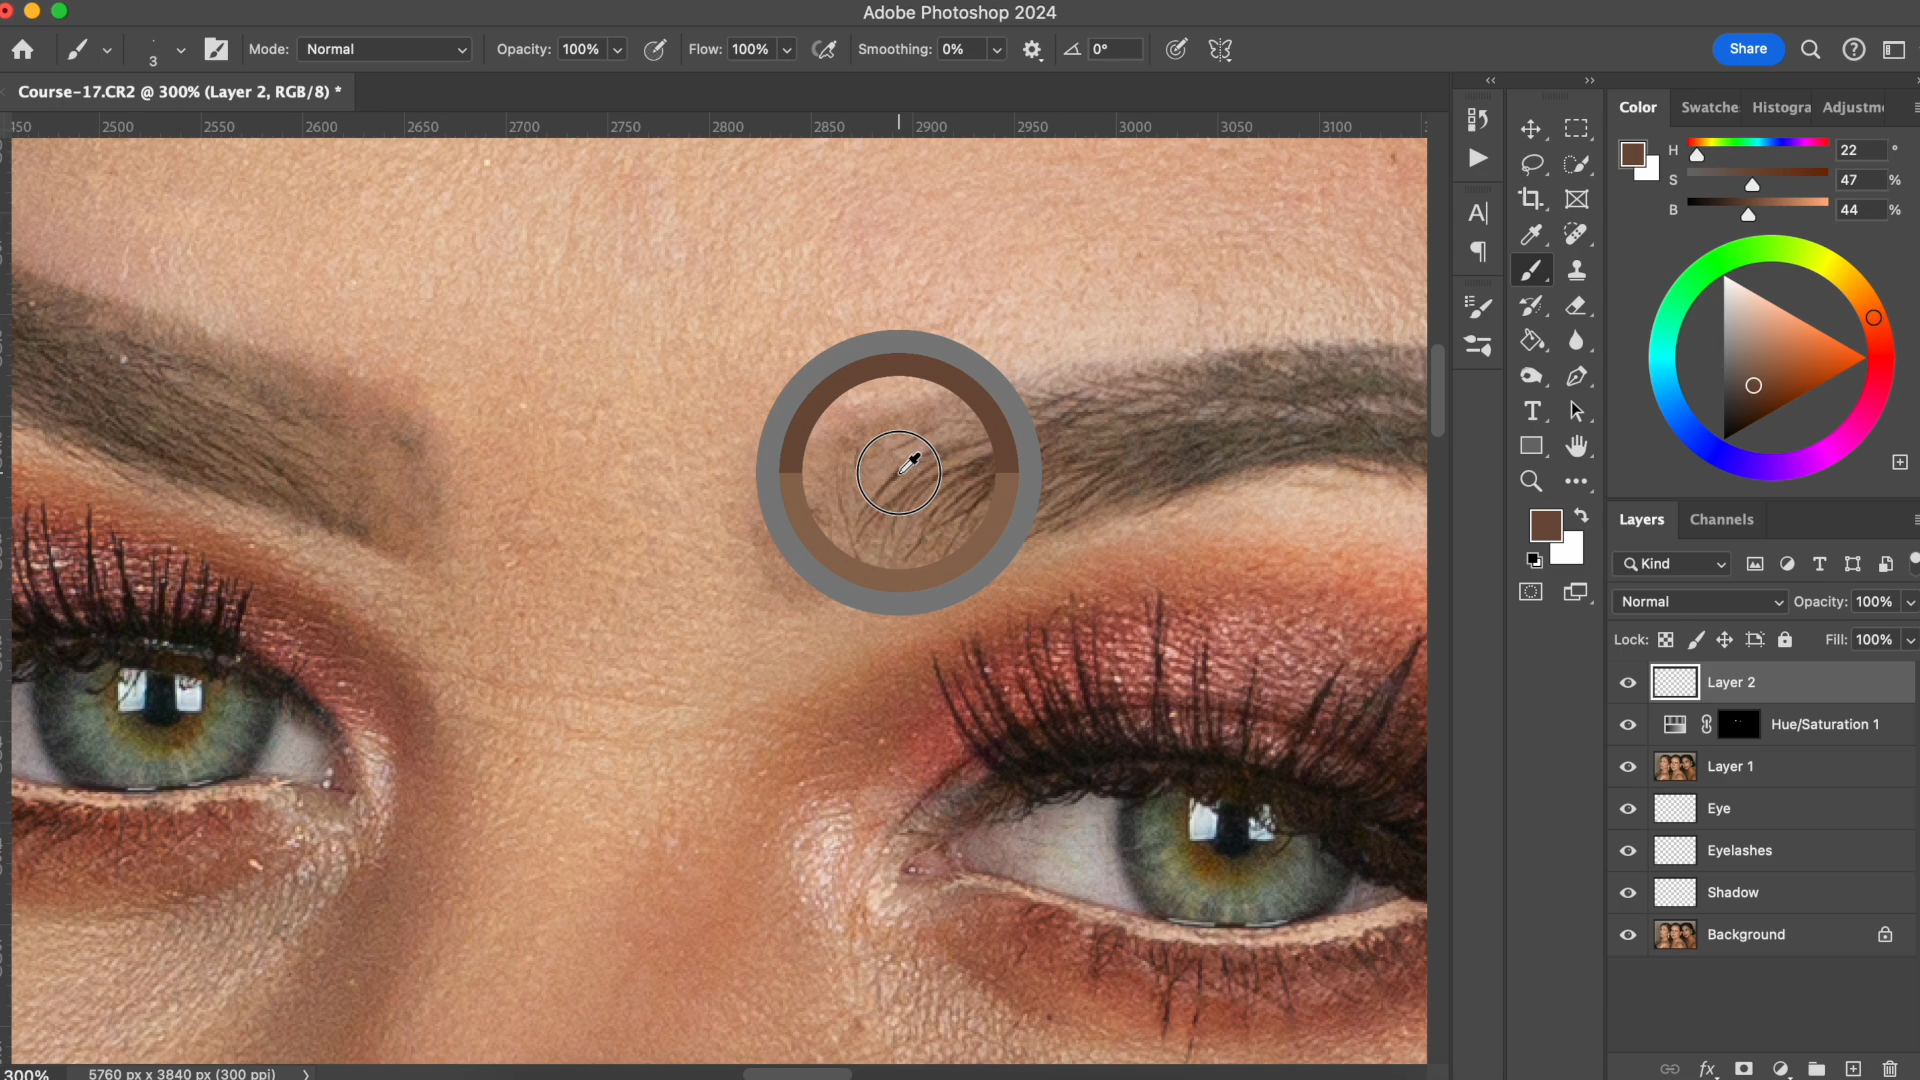 Adobe Photoshop 2024
3 Mode: Normal Opacity: 100% Flow: 100% Smoothing: 0% 0° Share
Course-17.CR2 @ 300% (Layer 2, RGB/8) *
2500 2550 2600 2650 2700 2750 2800 2850 2900 2950 3000 3050 3100
Color Swatche Histogra Adjustm
H 22 °
S 47 %
B 44 %
Layers Channels
Kind
Normal Opacity: 100%
Lock: Fill: 100%
Layer 2
Hue/Saturation 1
Layer 1
Eye
Eyelashes
Shadow
Background
300% 5760 px x 3840 px (300 ppi)